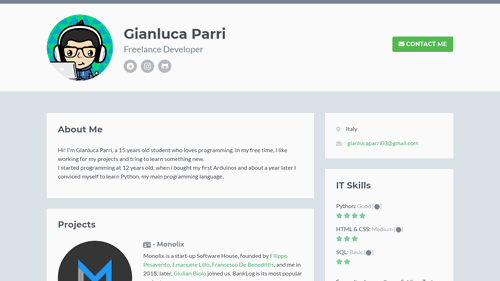 Gianluca Parri
Freelance Developer
CONTACT ME
About Me
Hi! I'm Gianluca Parri, a 15 years old student who loves programming. In my free time, I like
working for my projects and tring to learn something new.
I started programming at 12 years old, when i bought my first Arduinos and about a year later I
conviced myself to learn Python, my main programming language.
Italy
gianlucaparri03@gmail.com
IT Skills
Python: Good
HTML & CSS: Medium
SQL: Basic
Projects
- Monolix
Monolix is a start-up Software House, founded by Filippo
Pesavento, Emanuele Lillo, Francesco De Benedittis, and me in
2018; later, Giulian Biolo joined us. BankLog is its most popular